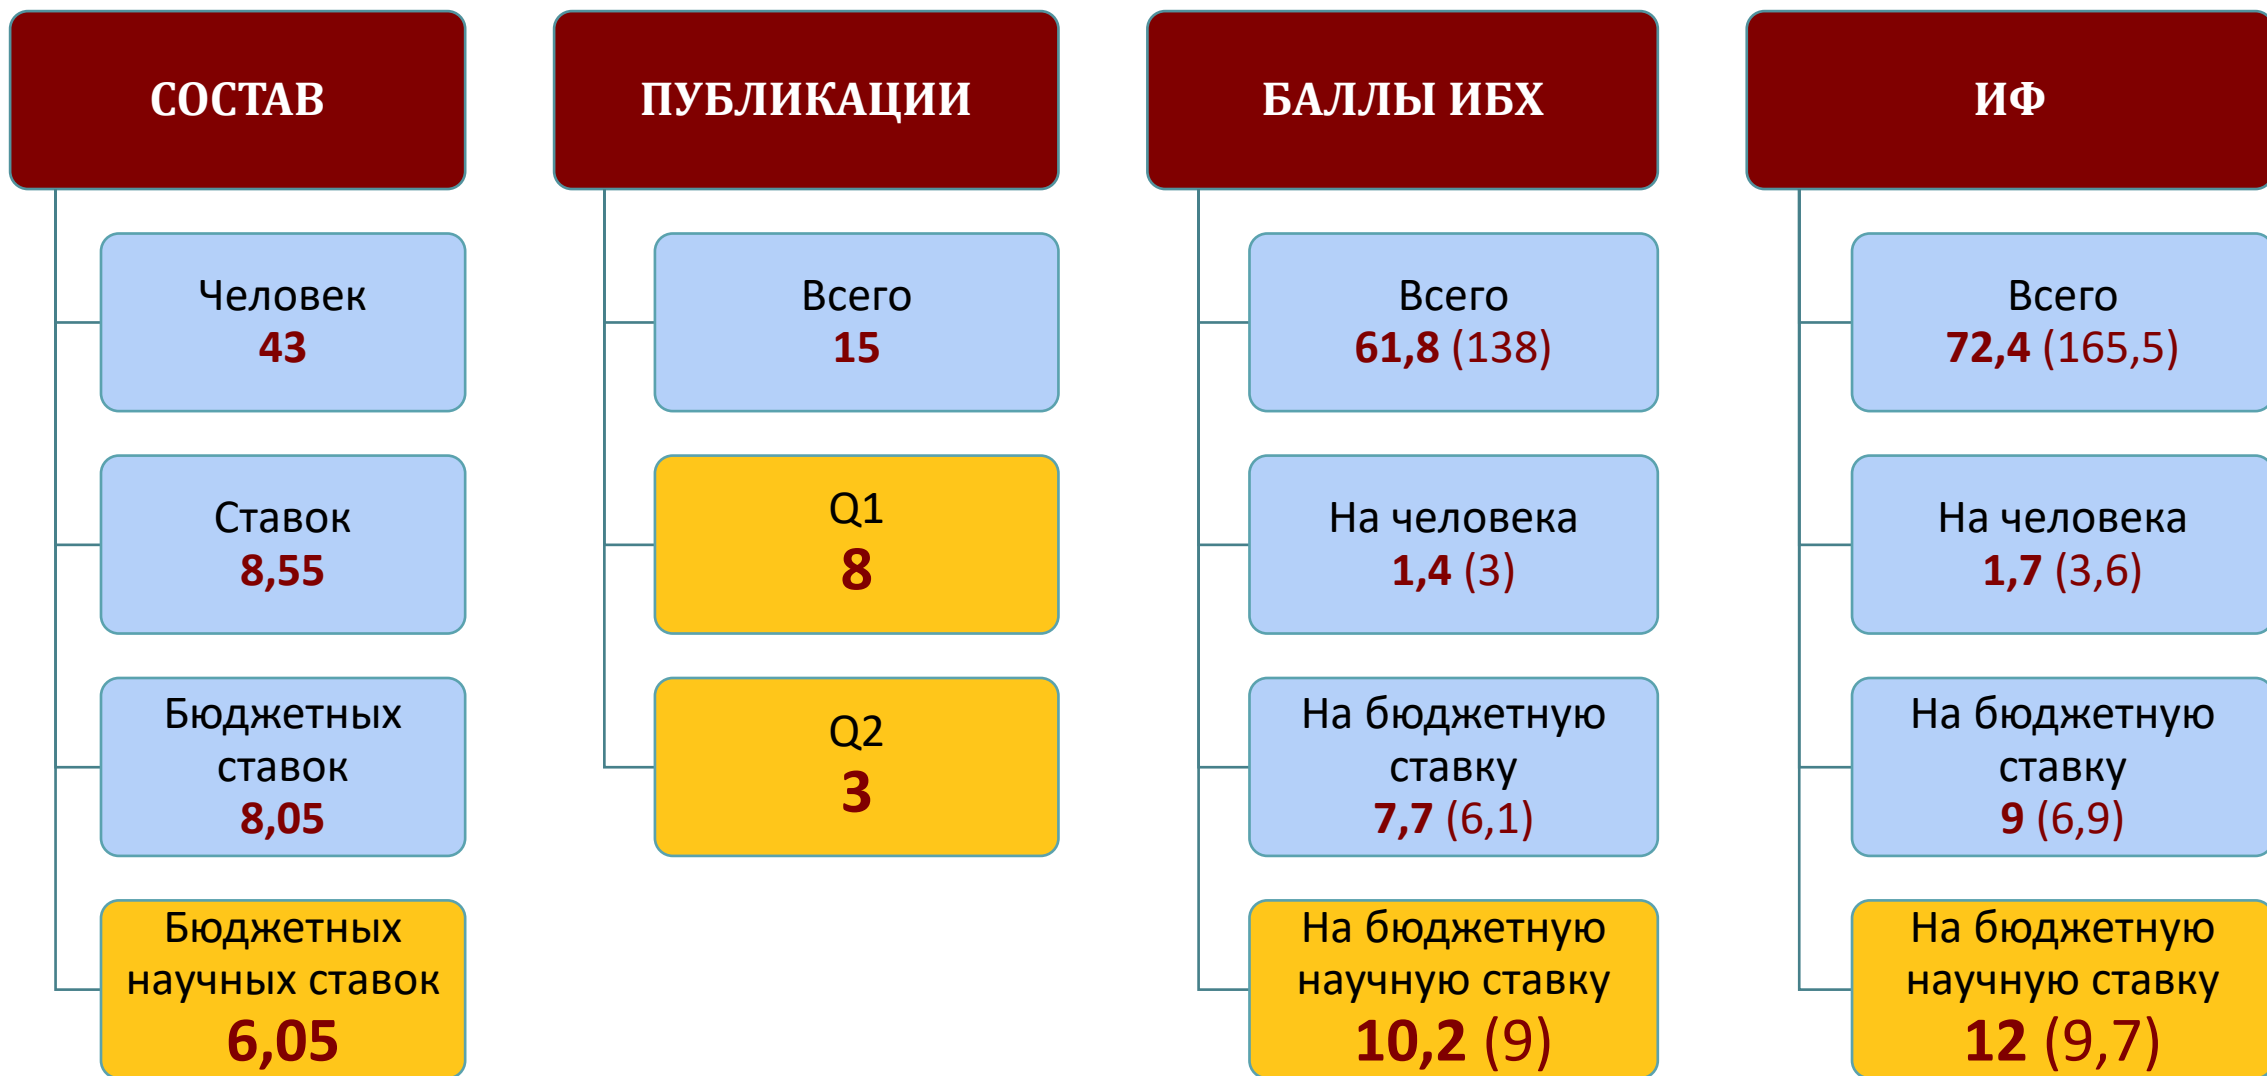 СОСТАВ
Человек
43
Ставок
8,55
Бюджетных
ставок
8,05
Бюджетных
научных ставок
6,05
ПУБЛИКАЦИИ
Всего
15
Q1
8
Q2
3
БАЛЛЫ ИБХ
Всего
61,8 (138)
На человека
1,4 (3)
На бюджетную
ставку
7,7 (6,1)
На бюджетную
научную ставку
10,2 (9)
ИФ
Всего
72,4 (165,5)
На человека
1,7 (3,6)
На бюджетную
ставку
9 (6,9)
На бюджетную
научную ставку
12 (9,7)